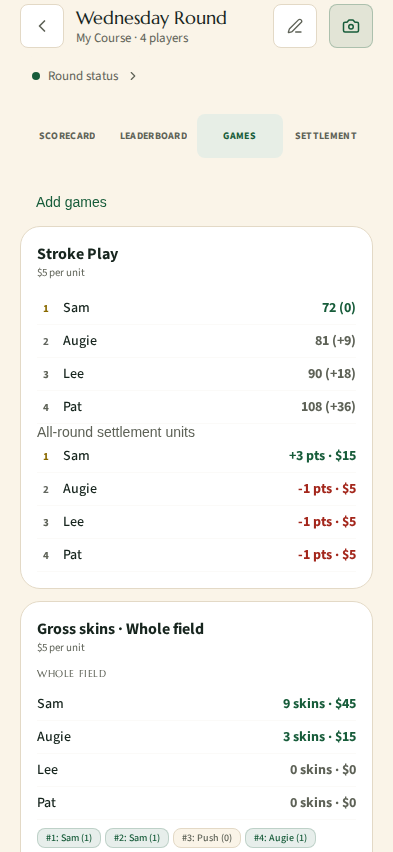 Wednesday Round
My Course · 4 players
Round status
SCORECARD LEADERBOARD GAMES SETTLEMENT
Add games
Stroke Play
$5 per unit
1 Sam 72 (0)
2 Augie 81 (+9)
3 Lee 90 (+18)
4 Pat 108 (+36)
All-round settlement units
1 Sam +3 pts · $15
2 Augie -1 pts · $5
3 Lee -1 pts · $5
4 Pat -1 pts · $5
Gross skins · Whole field
$5 per unit
WHOLE FIELD
Sam 9 skins · $45
Augie 3 skins · $15
Lee 0 skins · $0
Pat 0 skins · $0
#1: Sam (1) #2: Sam (1) #3: Push (0) #4: Augie (1)